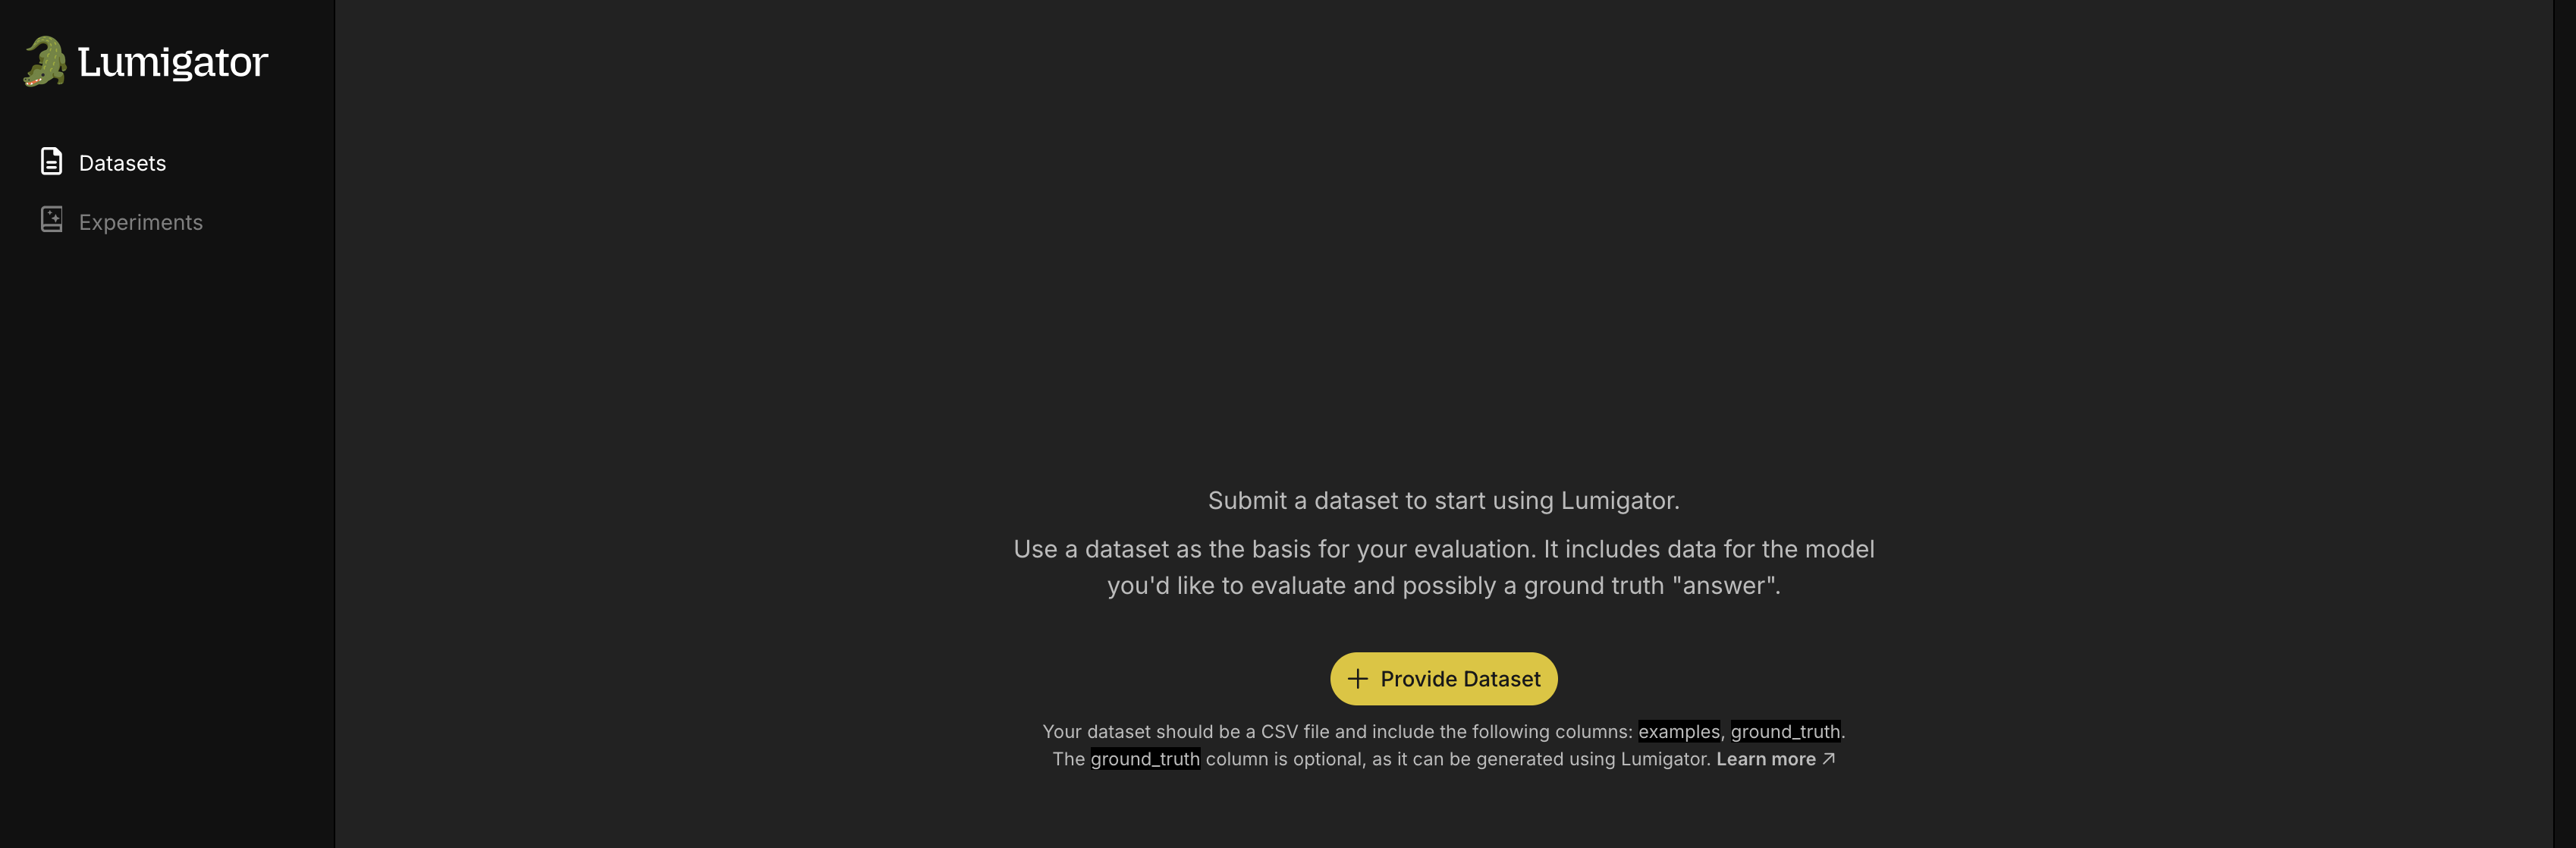 Lumigator
Datasets
Experiments
Submit a dataset to start using Lumigator.
Use a dataset as the basis for your evaluation. It includes data for the model
you'd like to evaluate and possibly a ground truth "answer".
+ Provide Dataset
Your dataset should be a CSV file and include the following columns: examples, ground_truth.
The ground_truth column is optional, as it can be generated using Lumigator. Learn more ↗